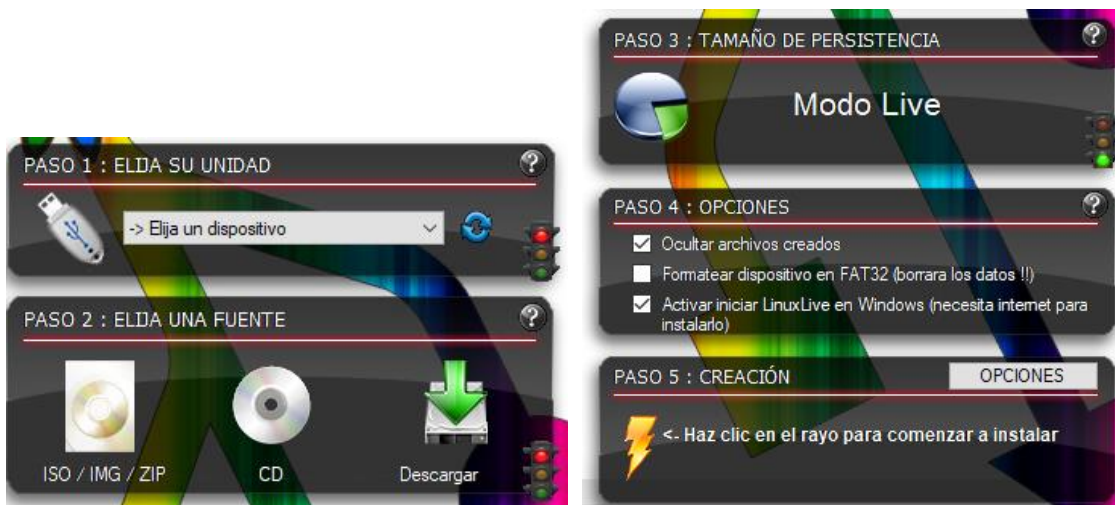 PASO 1 : ELIJA SU UNIDAD
-> Elija un dispositivo
PASO 2 : ELIJA UNA FUENTE
ISO / IMG / ZIP
CD
Descargar
PASO 3 : TAMAÑO DE PERSISTENCIA
Modo Live
PASO 4 : OPCIONES
Ocultar archivos creados
Formatear dispositivo en FAT32 (borrara los datos !!)
Activar iniciar LinuxLive en Windows (necesita internet para
instalarlo)
PASO 5 : CREACIÓN
OPCIONES
<- Haz clic en el rayo para comenzar a instalar